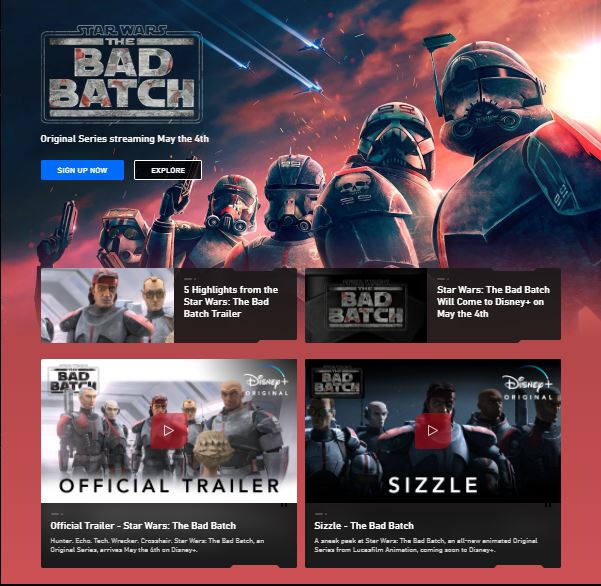 STAR WARS
THE
BAD
BATCH
Original Series streaming May the 4th
SIGN UP NOW
EXPLORE
5 Highlights from the
Star Wars: The Bad
Batch Trailer
THE
BAD
BATCH
Star Wars: The Bad Batch
Will Come to Disney+ on
May the 4th
THE
BAD
BATCH
Disney+
ORIGINAL
OFFICIAL TRAILER
THE
BAD
BATCH
Disney+
ORIGINAL
SIZZLE
Official Trailer - Star Wars: The Bad Batch
Hunter. Echo. Tech. Wrecker. Crosshair. Star Wars: The Bad Batch, an
Original Series, arrives May the 4th on Disney+.
Sizzle - The Bad Batch
A sneak peek at Star Wars: The Bad Batch, an all-new animated Original
Series from Lucasfilm Animation, coming soon to Disney+.